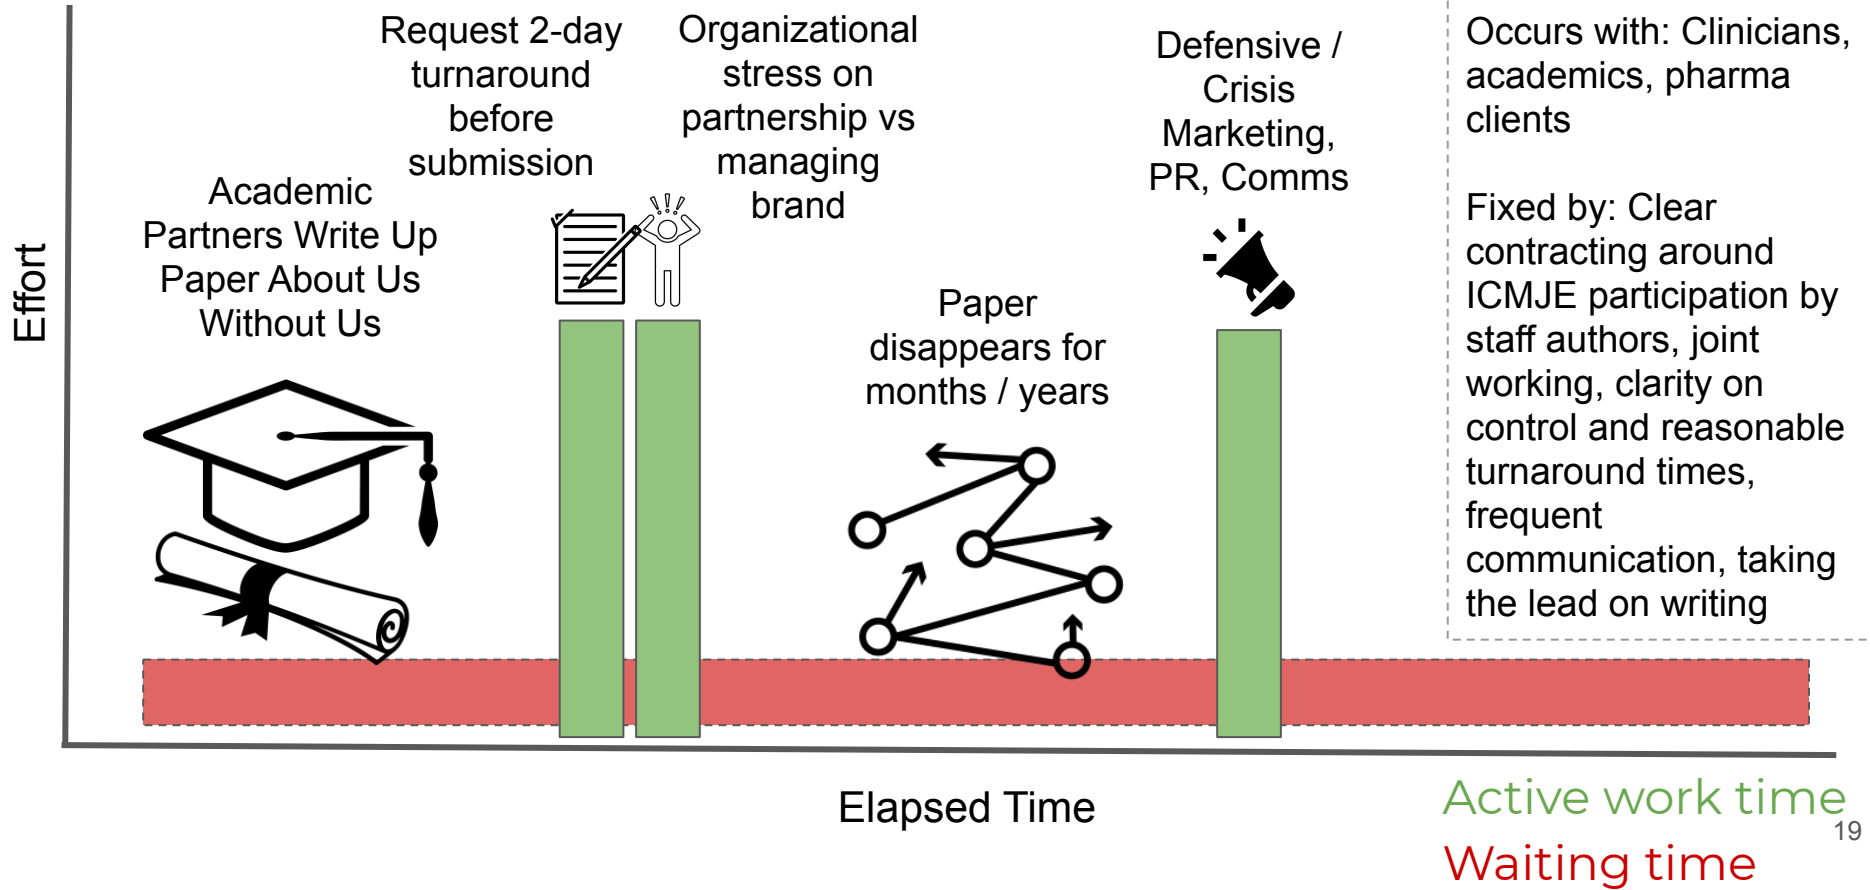 Effort
Academic
Partners Write Up
Paper About Us
Without Us
Request 2-day
turnaround
before
submission
Organizational
stress on
partnership vs
managing
brand
Paper
disappears for
months / years
Defensive /
Crisis
Marketing,
PR, Comms
Occurs with: Clinicians,
academics, pharma
clients
Fixed by: Clear
contracting around
ICMJE participation by
staff authors, joint
working, clarity on
control and reasonable
turnaround times,
frequent
communication, taking
the lead on writing
Elapsed Time
Active work time
Waiting time
19